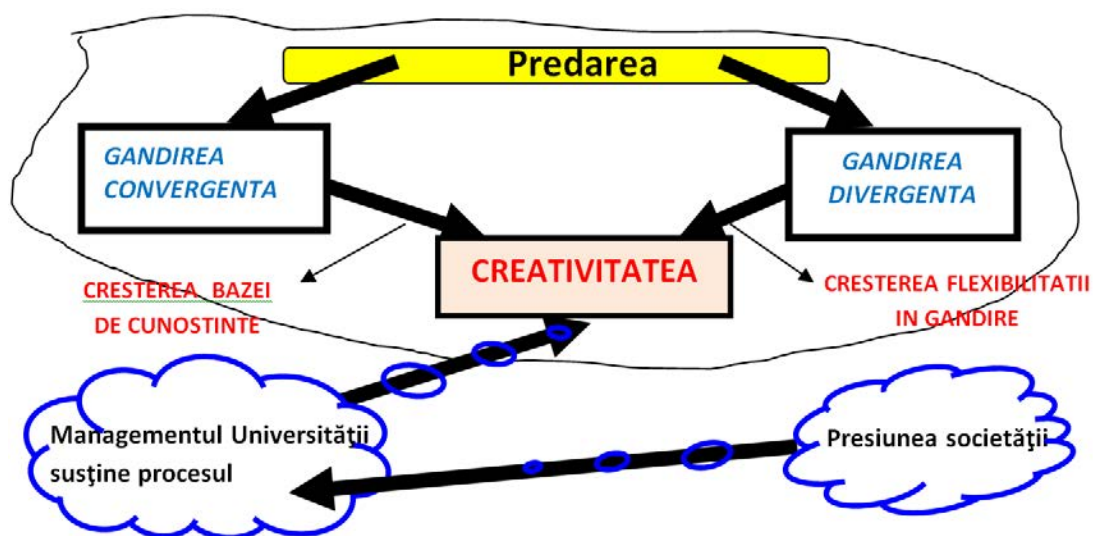 Predarea
GANDIREA
CONVERGENTA
GANDIREA
DIVERGENTA
CREATIVITATEA
CRESTEREA BAZEI
DE CUNOSTINTE
CRESTEREA FLEXIBILITATII
IN GANDIRE
Managementul Universităţii
susţine procesul
Presiunea societăţii